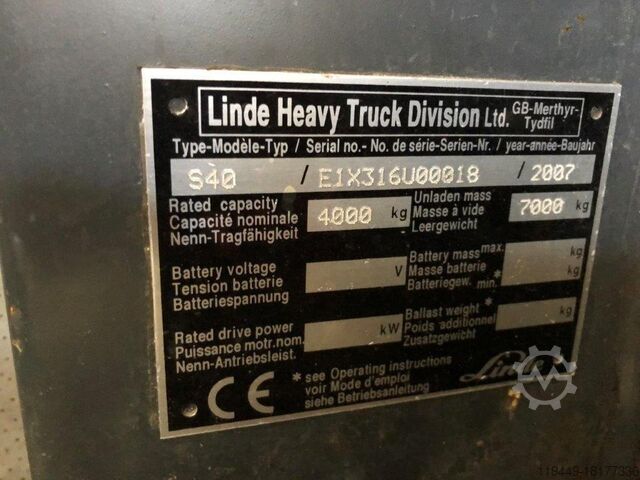 Linde Heavy Truck Division Ltd. GB-Merthyr-Tydfil
Type-Modèle-Typ / Serial no.- No. de série-Serien-Nr. / year-année-Baujahr
S40 / E1X316U00018 / 2007
Rated capacity
Capacité nominale
Nenn-Tragfähigkeit
4000 kg
Unladen mass
Masse à vide
Leergewicht
7000 kg
Battery voltage
Tension batterie
Batteriespannung
V
Battery mass max.
Masse batterie
Batteriegew. min.*
kg
kg
Rated drive power
Puissance motr.nom.
Nenn-Antriebsleist.
kW
Ballast weight *
Poids additionnel
Zusatzgewicht
kg
CE
* see Operating instructions
voir Mode d'emploi
siehe Betriebsanleitung
Linde
119449-18177336